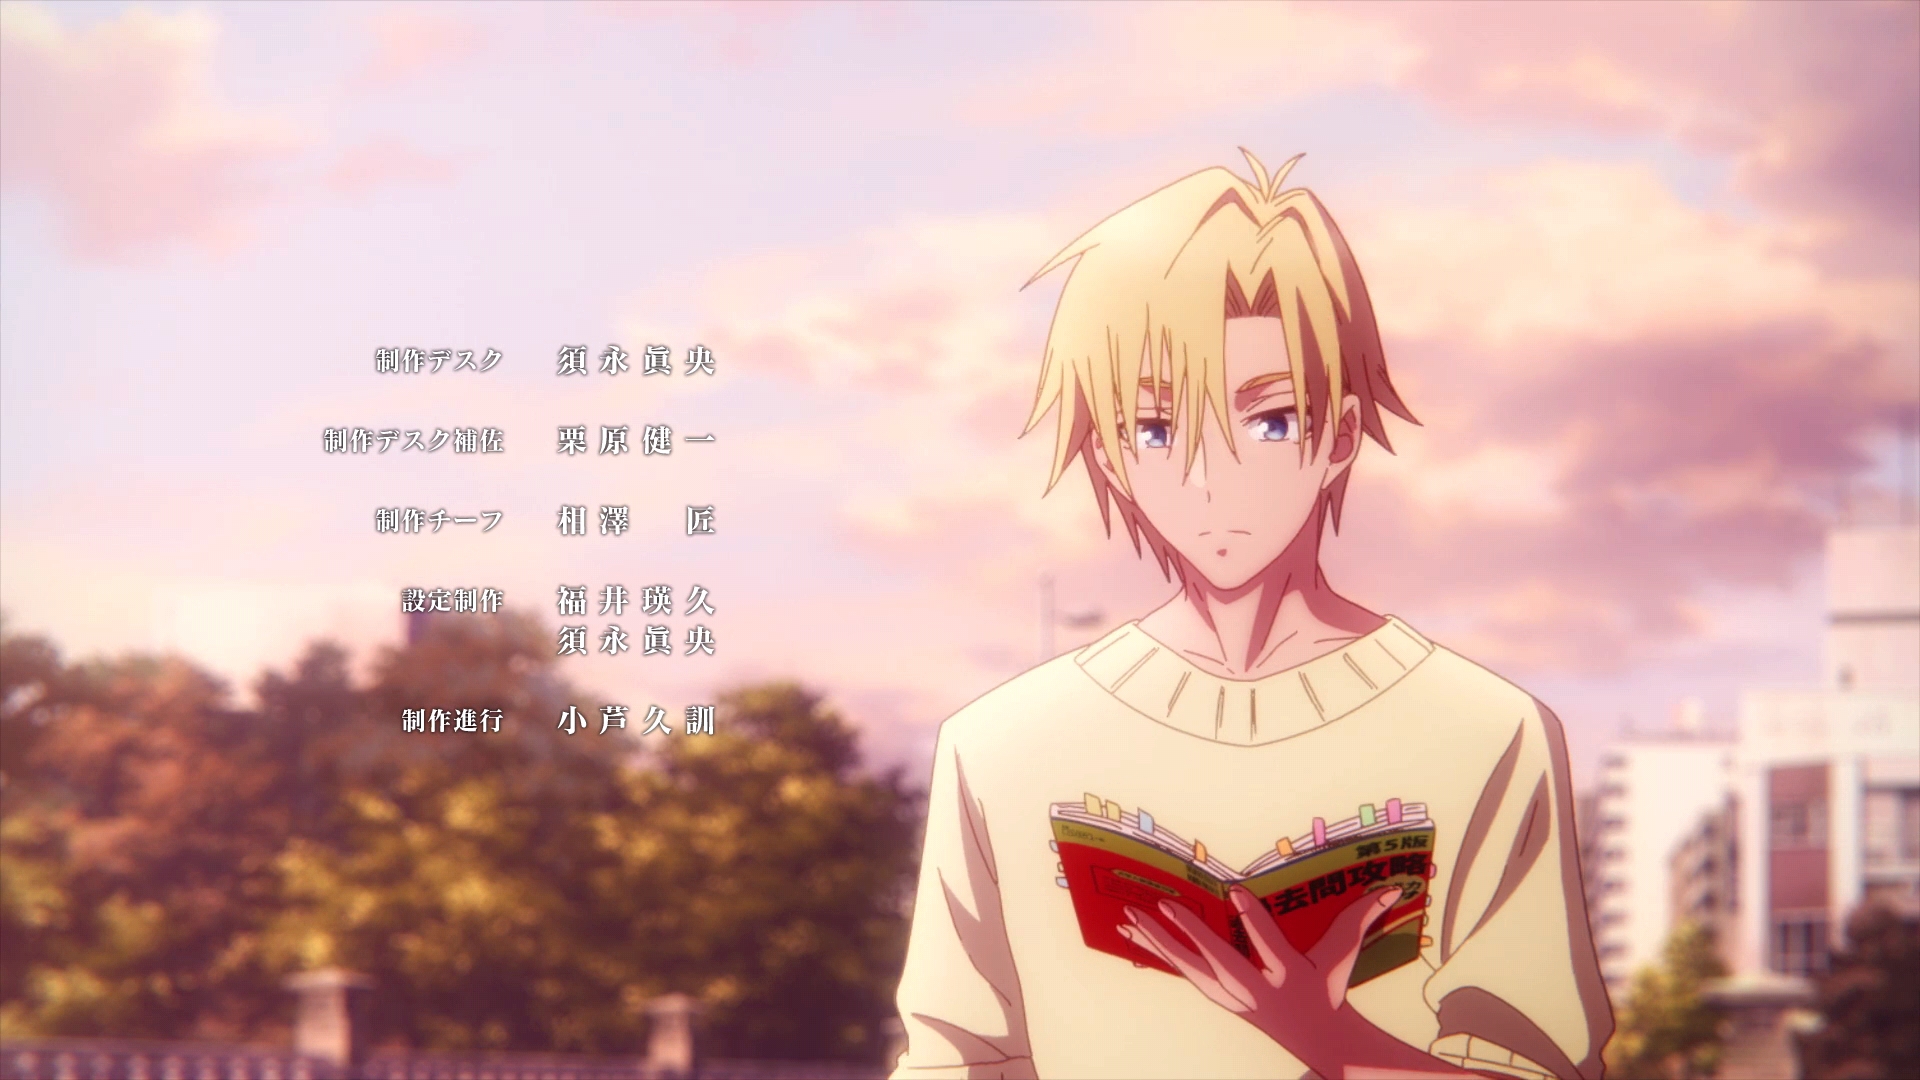 制作デスク 須永眞央
制作デスク補佐 栗原健一
制作チーフ 相澤 匠
設定制作 福井瑛久
須永眞央
制作進行 小芦久訓
第5版
過去問攻略